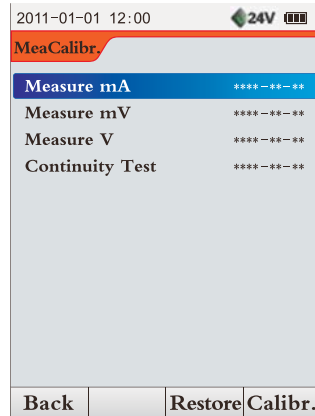 2011-01-01 12:00 24V
MeaCalibr.
Measure mA ****-**-**
Measure mV ****-**-**
Measure V ****-**-**
Continuity Test ****-**-**
Back Restore Calibr.